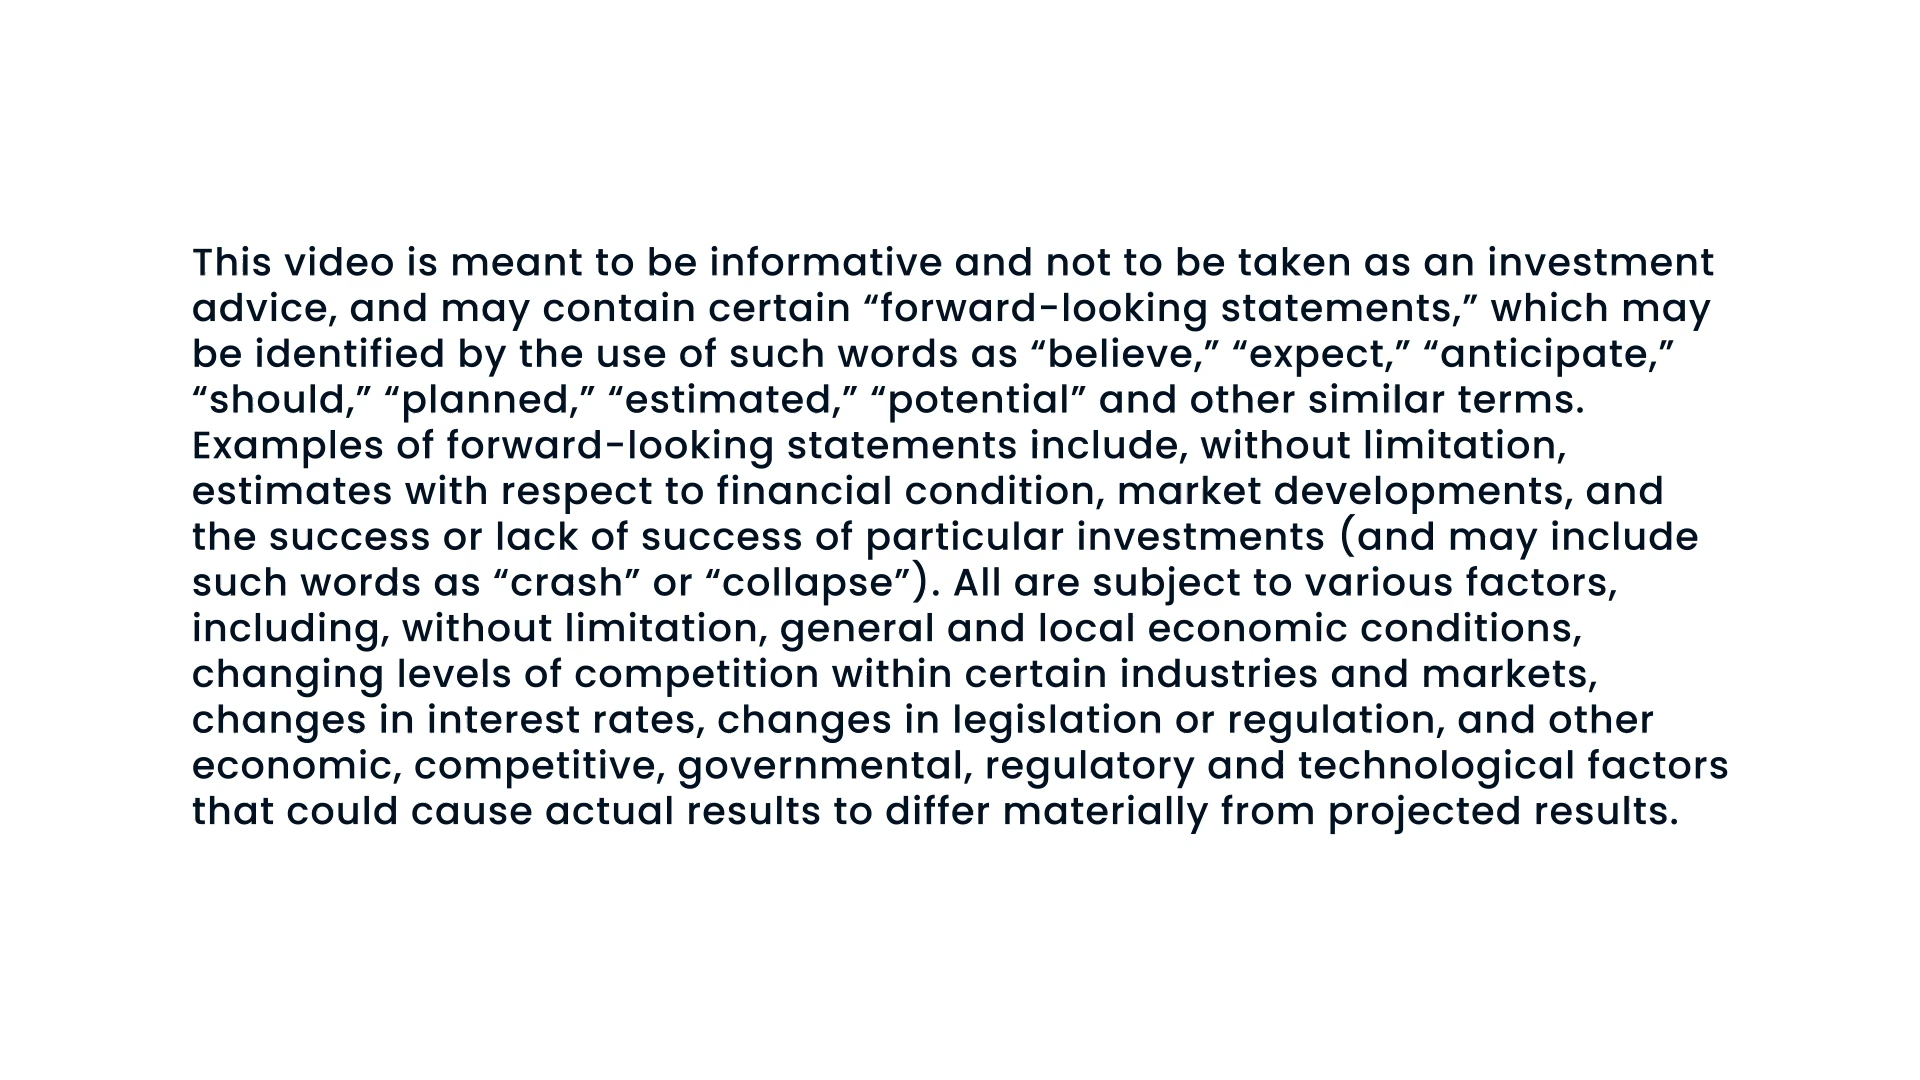 This video is meant to be informative and not to be taken as an investment
advice, and may contain certain “forward-looking statements,” which may
be identified by the use of such words as “believe,” “expect,” “anticipate,”
“should,” “planned,” “estimated,” “potential” and other similar terms.
Examples of forward-looking statements include, without limitation,
estimates with respect to financial condition, market developments, and
the success or lack of success of particular investments (and may include
such words as “crash” or “collapse”). All are subject to various factors,
including, without limitation, general and local economic conditions,
changing levels of competition within certain industries and markets,
changes in interest rates, changes in legislation or regulation, and other
economic, competitive, governmental, regulatory and technological factors
that could cause actual results to differ materially from projected results.